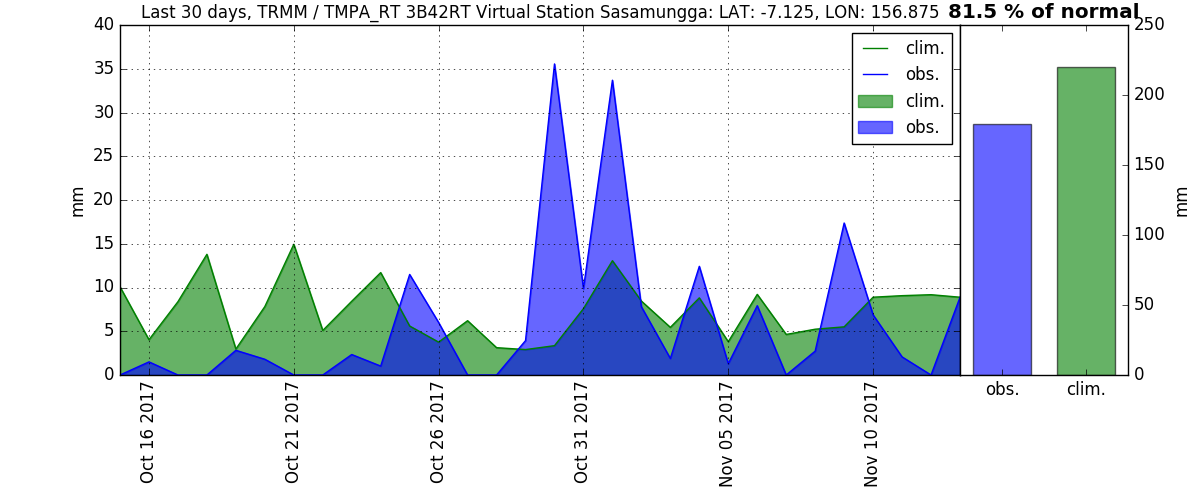 Last 30 days, TRMM / TMPA_RT 3B42RT Virtual Station Sasamungga: LAT: -7.125, LON: 156.875
81.5 % of normal
40
35
30
25
20
15
10
5
0
mm
Oct 16 2017
Oct 21 2017
Oct 26 2017
Oct 31 2017
Nov 05 2017
Nov 10 2017
clim.
obs.
clim.
obs.
250
200
150
100
50
0
mm
obs.
clim.